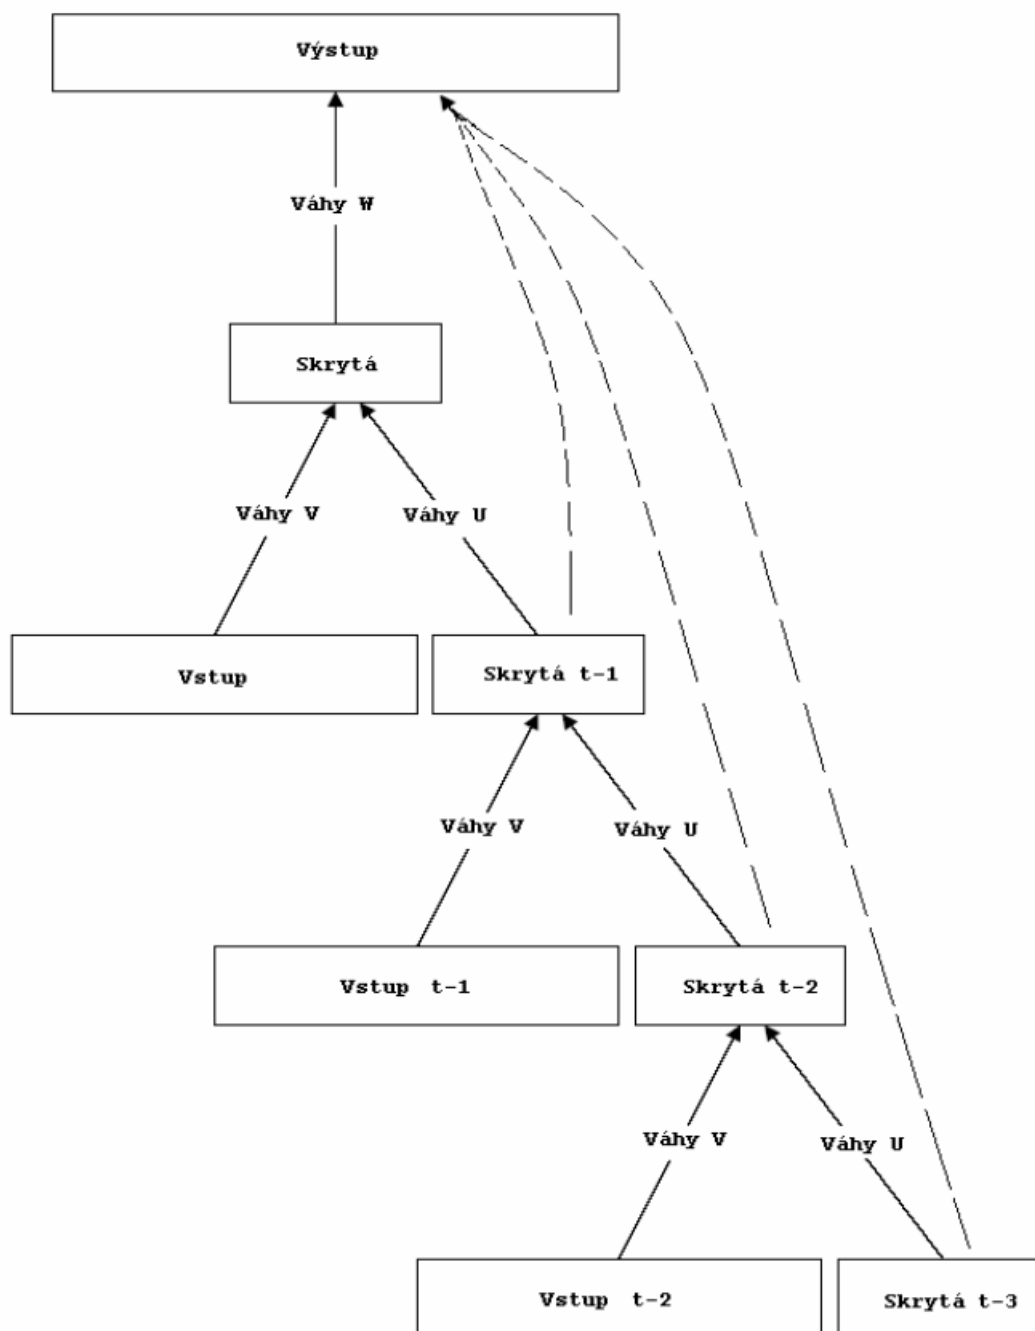 Výstup
Váhy W
Skrytá
Váhy V
Váhy U
Vstup
Skrytá t-1
Váhy V
Váhy U
Vstup t-1
Skrytá t-2
Váhy V
Váhy U
Vstup t-2
Skrytá t-3